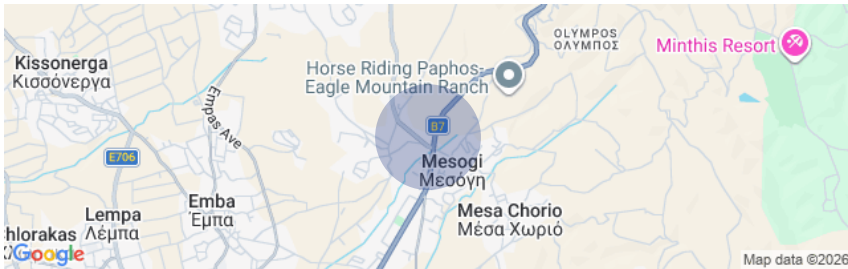 Kissonerga
Κισσόνεργα
Empas Ave
E706
Emba
Έμπα
Lempa
Λέμπα
Chlorakas
Google
Horse Riding Paphos-
Eagle Mountain Ranch
B7
Mesogi
Μεσόγη
Mesa Chorio
Μέσα Χωριό
OLYMPOS
ΟΛΥΜΠΟΣ
Minthis Resort
Map data ©2026